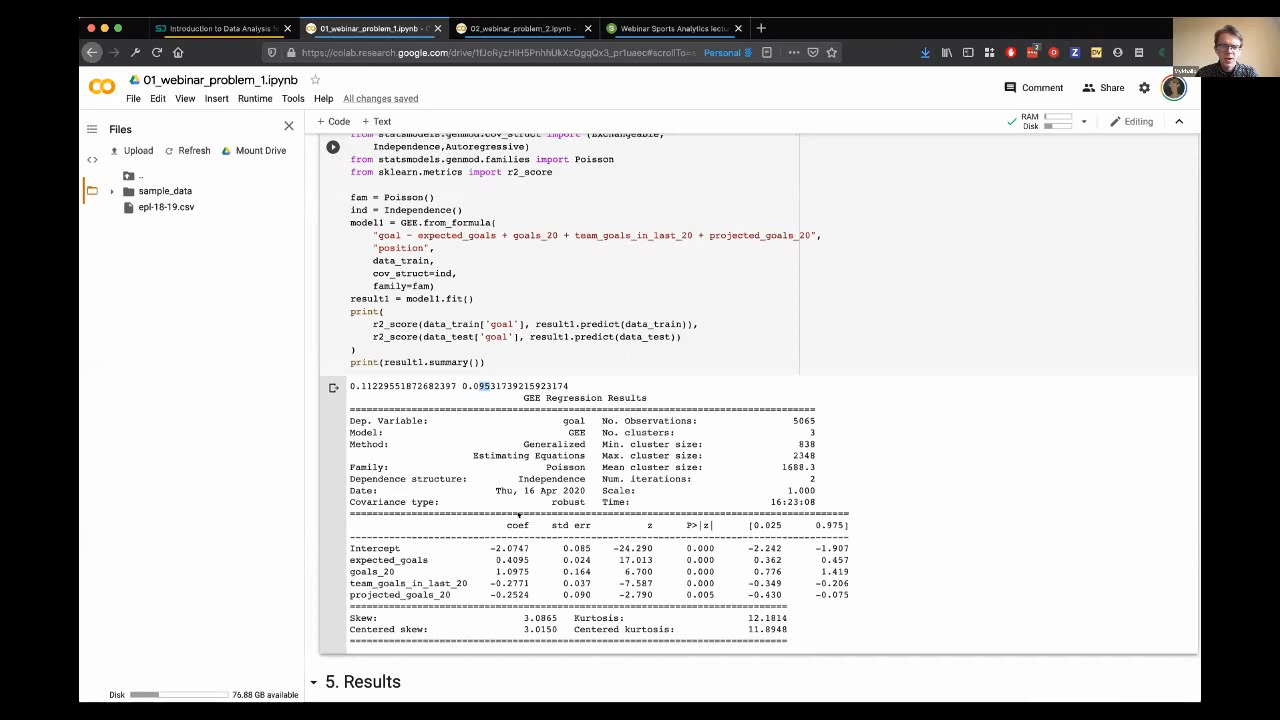 Introduction to Data Analysis for
01_webinar_problem_1.ipynb -
02_webinar_problem_2.ipynb -
Webinar Sports Analytics lectu
Personal
01_webinar_problem_1.ipynb
File Edit View Insert Runtime Tools Help All changes saved
Comment
Share
Files
+ Code + Text
RAM
Disk
Editing
Upload Refresh Mount Drive
..
sample_data
epl-18-19.csv
from statsmodels.genmod.cov_struct import (Exchangeable,
Independence,Autoregressive)
from statsmodels.genmod.families import Poisson
from sklearn.metrics import r2_score
fam = Poisson()
ind = Independence()
model1 = GEE.from_formula(
"goal ~ expected_goals + goals_20 + team_goals_in_last_20 + projected_goals_20",
"position",
data_train,
cov_struct=ind,
family=fam)
result1 = model1.fit()
print(
r2_score(data_train['goal'], result1.predict(data_train)),
r2_score(data_test['goal'], result1.predict(data_test))
)
print(result1.summary())
0.11229551872682397 0.09531739215923174
GEE Regression Results
Dep. Variable: goal No. Observations: 5065
Model: GEE No. clusters: 3
Method: Generalized Min. cluster size: 838
Estimating Equations Max. cluster size: 2348
Family: Poisson Mean cluster size: 1688.3
Dependence structure: Independence Num. iterations: 2
Date: Thu, 16 Apr 2020 Scale: 1.000
Covariance type: robust Time: 16:23:08
coef std err z P>|z| [0.025 0.975]
Intercept -2.0747 0.085 -24.290 0.000 -2.242 -1.907
expected_goals 0.4095 0.024 17.013 0.000 0.362 0.457
goals_20 1.0975 0.164 6.700 0.000 0.776 1.419
team_goals_in_last_20 -0.2771 0.037 -7.587 0.000 -0.349 -0.206
projected_goals_20 -0.2524 0.090 -2.790 0.005 -0.430 -0.075
Skew: 3.0865 Kurtosis: 12.1814
Centered skew: 3.0150 Centered kurtosis: 11.8948
5. Results
Disk 76.88 GB available